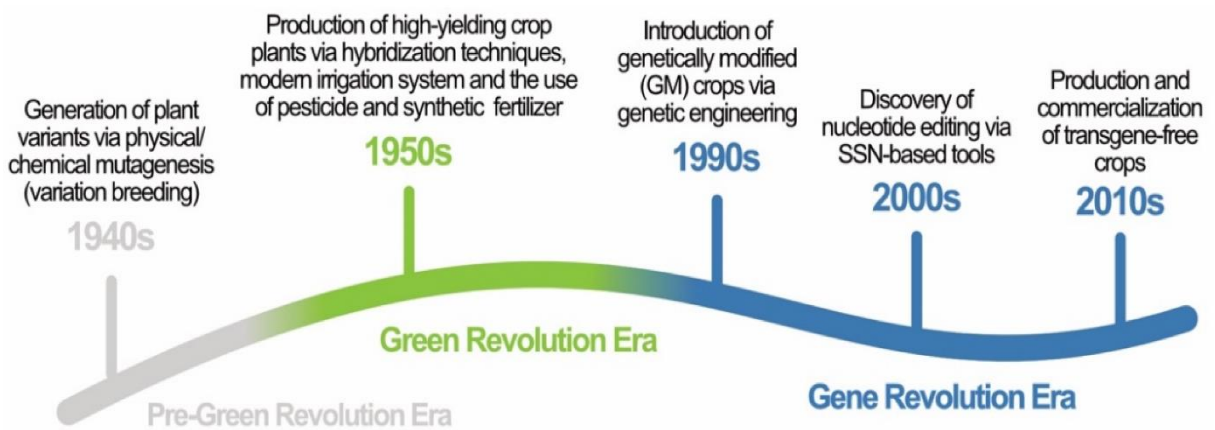 Generation of plant
variants via physical/
chemical mutagenesis
(variation breeding)
1940s
Production of high-yielding crop
plants via hybridization techniques,
modern irrigation system and the use
of pesticide and synthetic fertilizer
1950s
Introduction of
genetically modified
(GM) crops via
genetic engineering
1990s
Discovery of
nucleotide editing via
SSN-based tools
2000s
Production and
commercialization
of transgene-free
crops
2010s
Pre-Green Revolution Era
Green Revolution Era
Gene Revolution Era